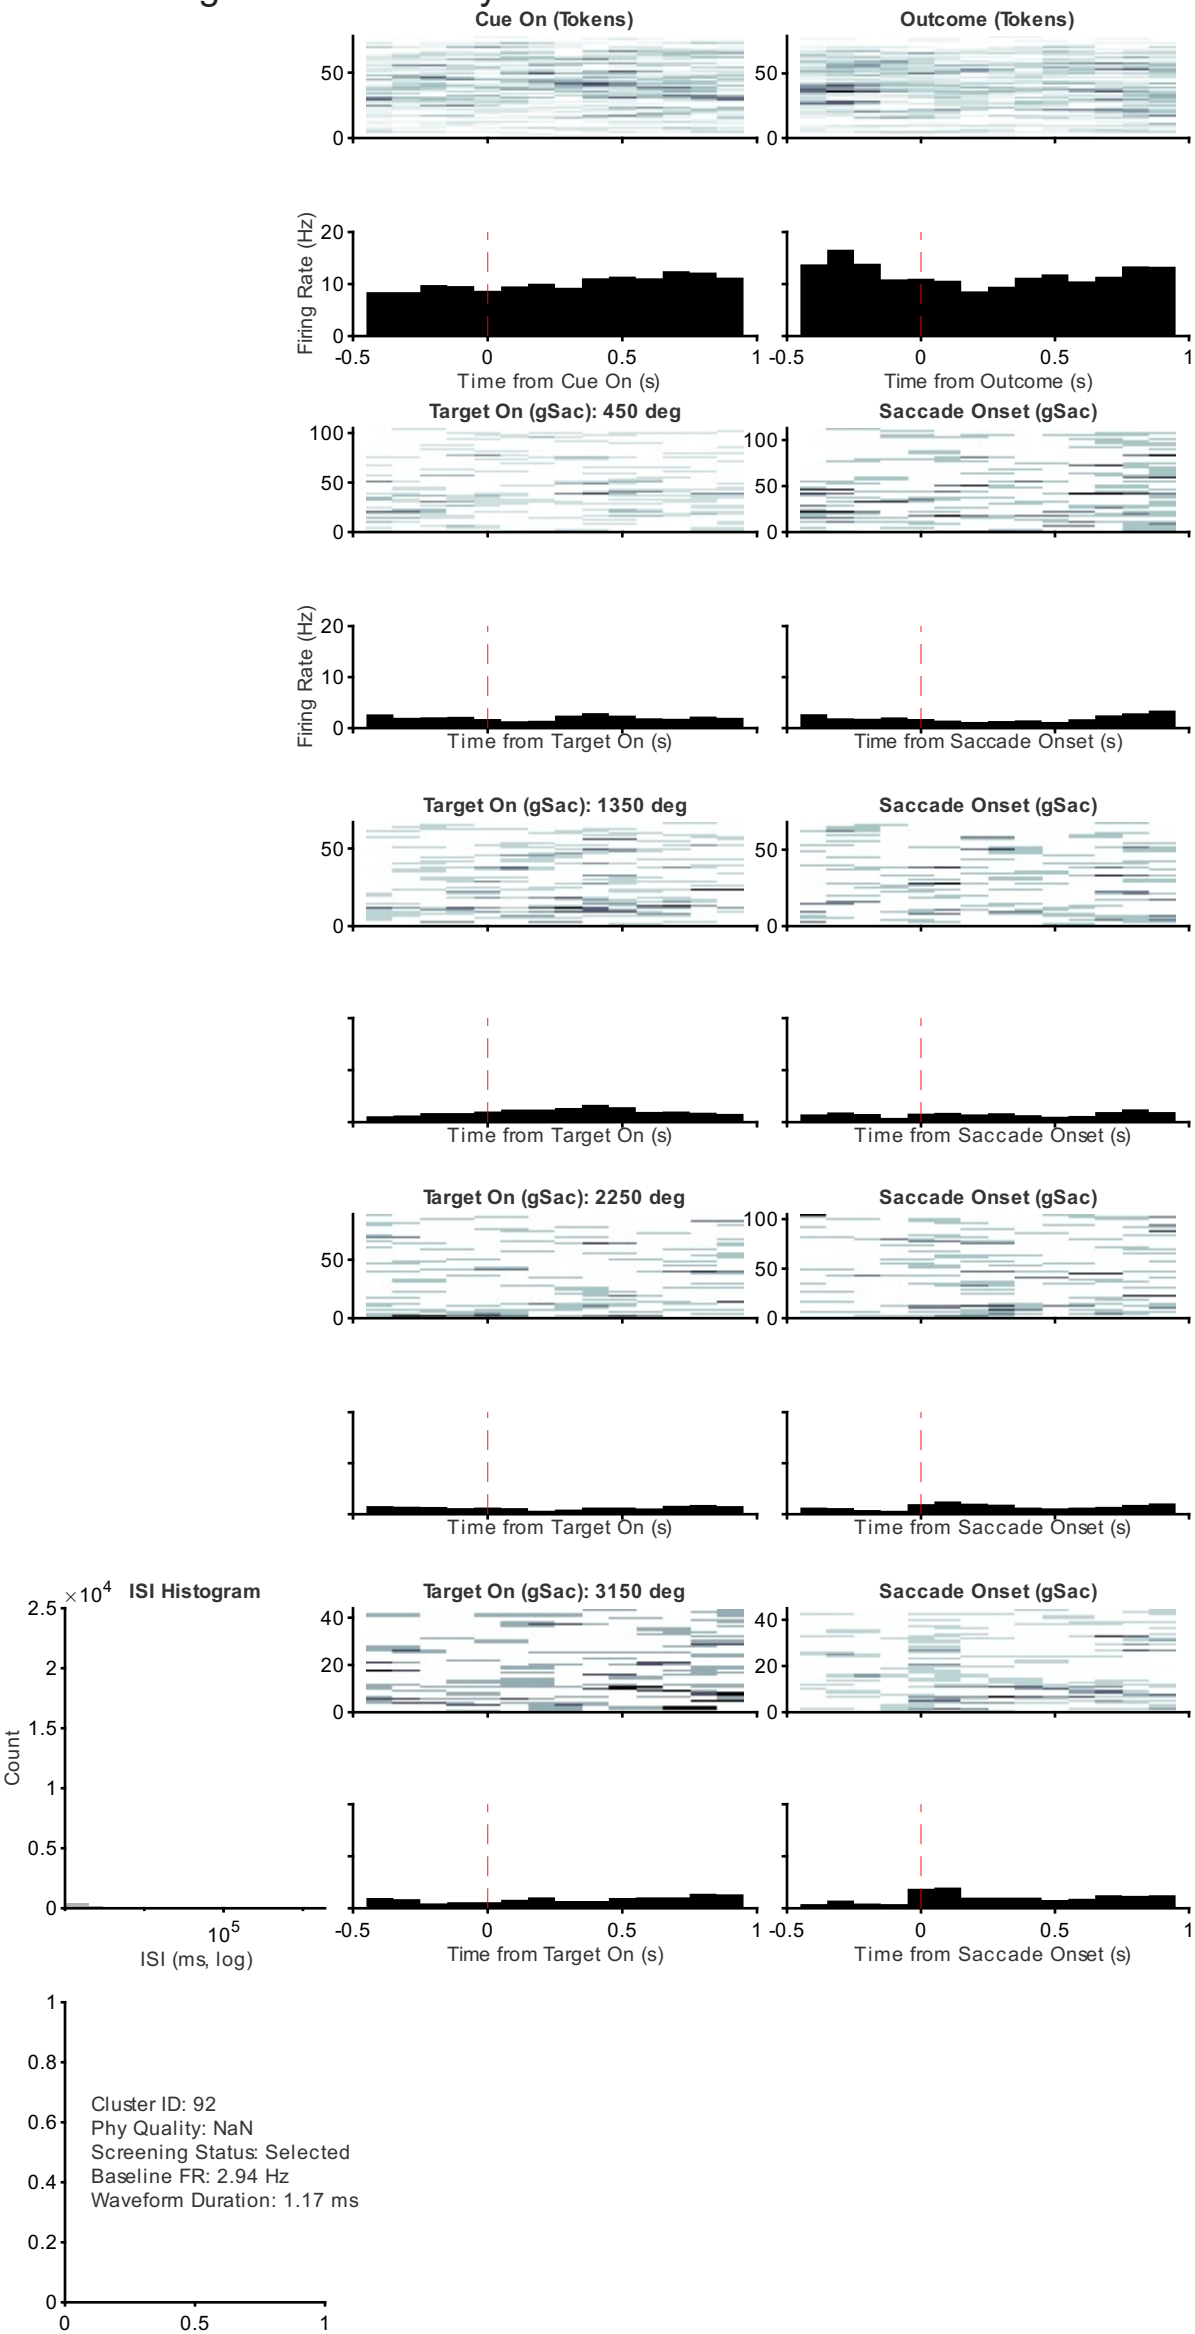 Cue On (Tokens)
Outcome (Tokens)
50
0
50
0
Firing Rate (Hz)
20
10
0
-0.5
0
0.5
1
-0.5
0
0.5
1
Time from Cue On (s)
Time from Outcome (s)
Target On (gSac): 450 deg
Saccade Onset (gSac)
100
50
0
100
50
0
Firing Rate (Hz)
20
10
0
Time from Target On (s)
Time from Saccade Onset (s)
Target On (gSac): 1350 deg
Saccade Onset (gSac)
50
0
50
0
Time from Target On (s)
Time from Saccade Onset (s)
Target On (gSac): 2250 deg
Saccade Onset (gSac)
50
0
100
50
0
Time from Target On (s)
Time from Saccade Onset (s)
×10^4
ISI Histogram
Target On (gSac): 3150 deg
Saccade Onset (gSac)
2.5
2
1.5
1
0.5
0
Count
10^5
ISI (ms, log)
40
20
0
40
20
0
-0.5
0
0.5
1
-0.5
0
0.5
1
Time from Target On (s)
Time from Saccade Onset (s)
1
0.8
0.6
0.4
0.2
0
Cluster ID: 92
Phy Quality: NaN
Screening Status: Selected
Baseline FR: 2.94 Hz
Waveform Duration: 1.17 ms
0
0.5
1